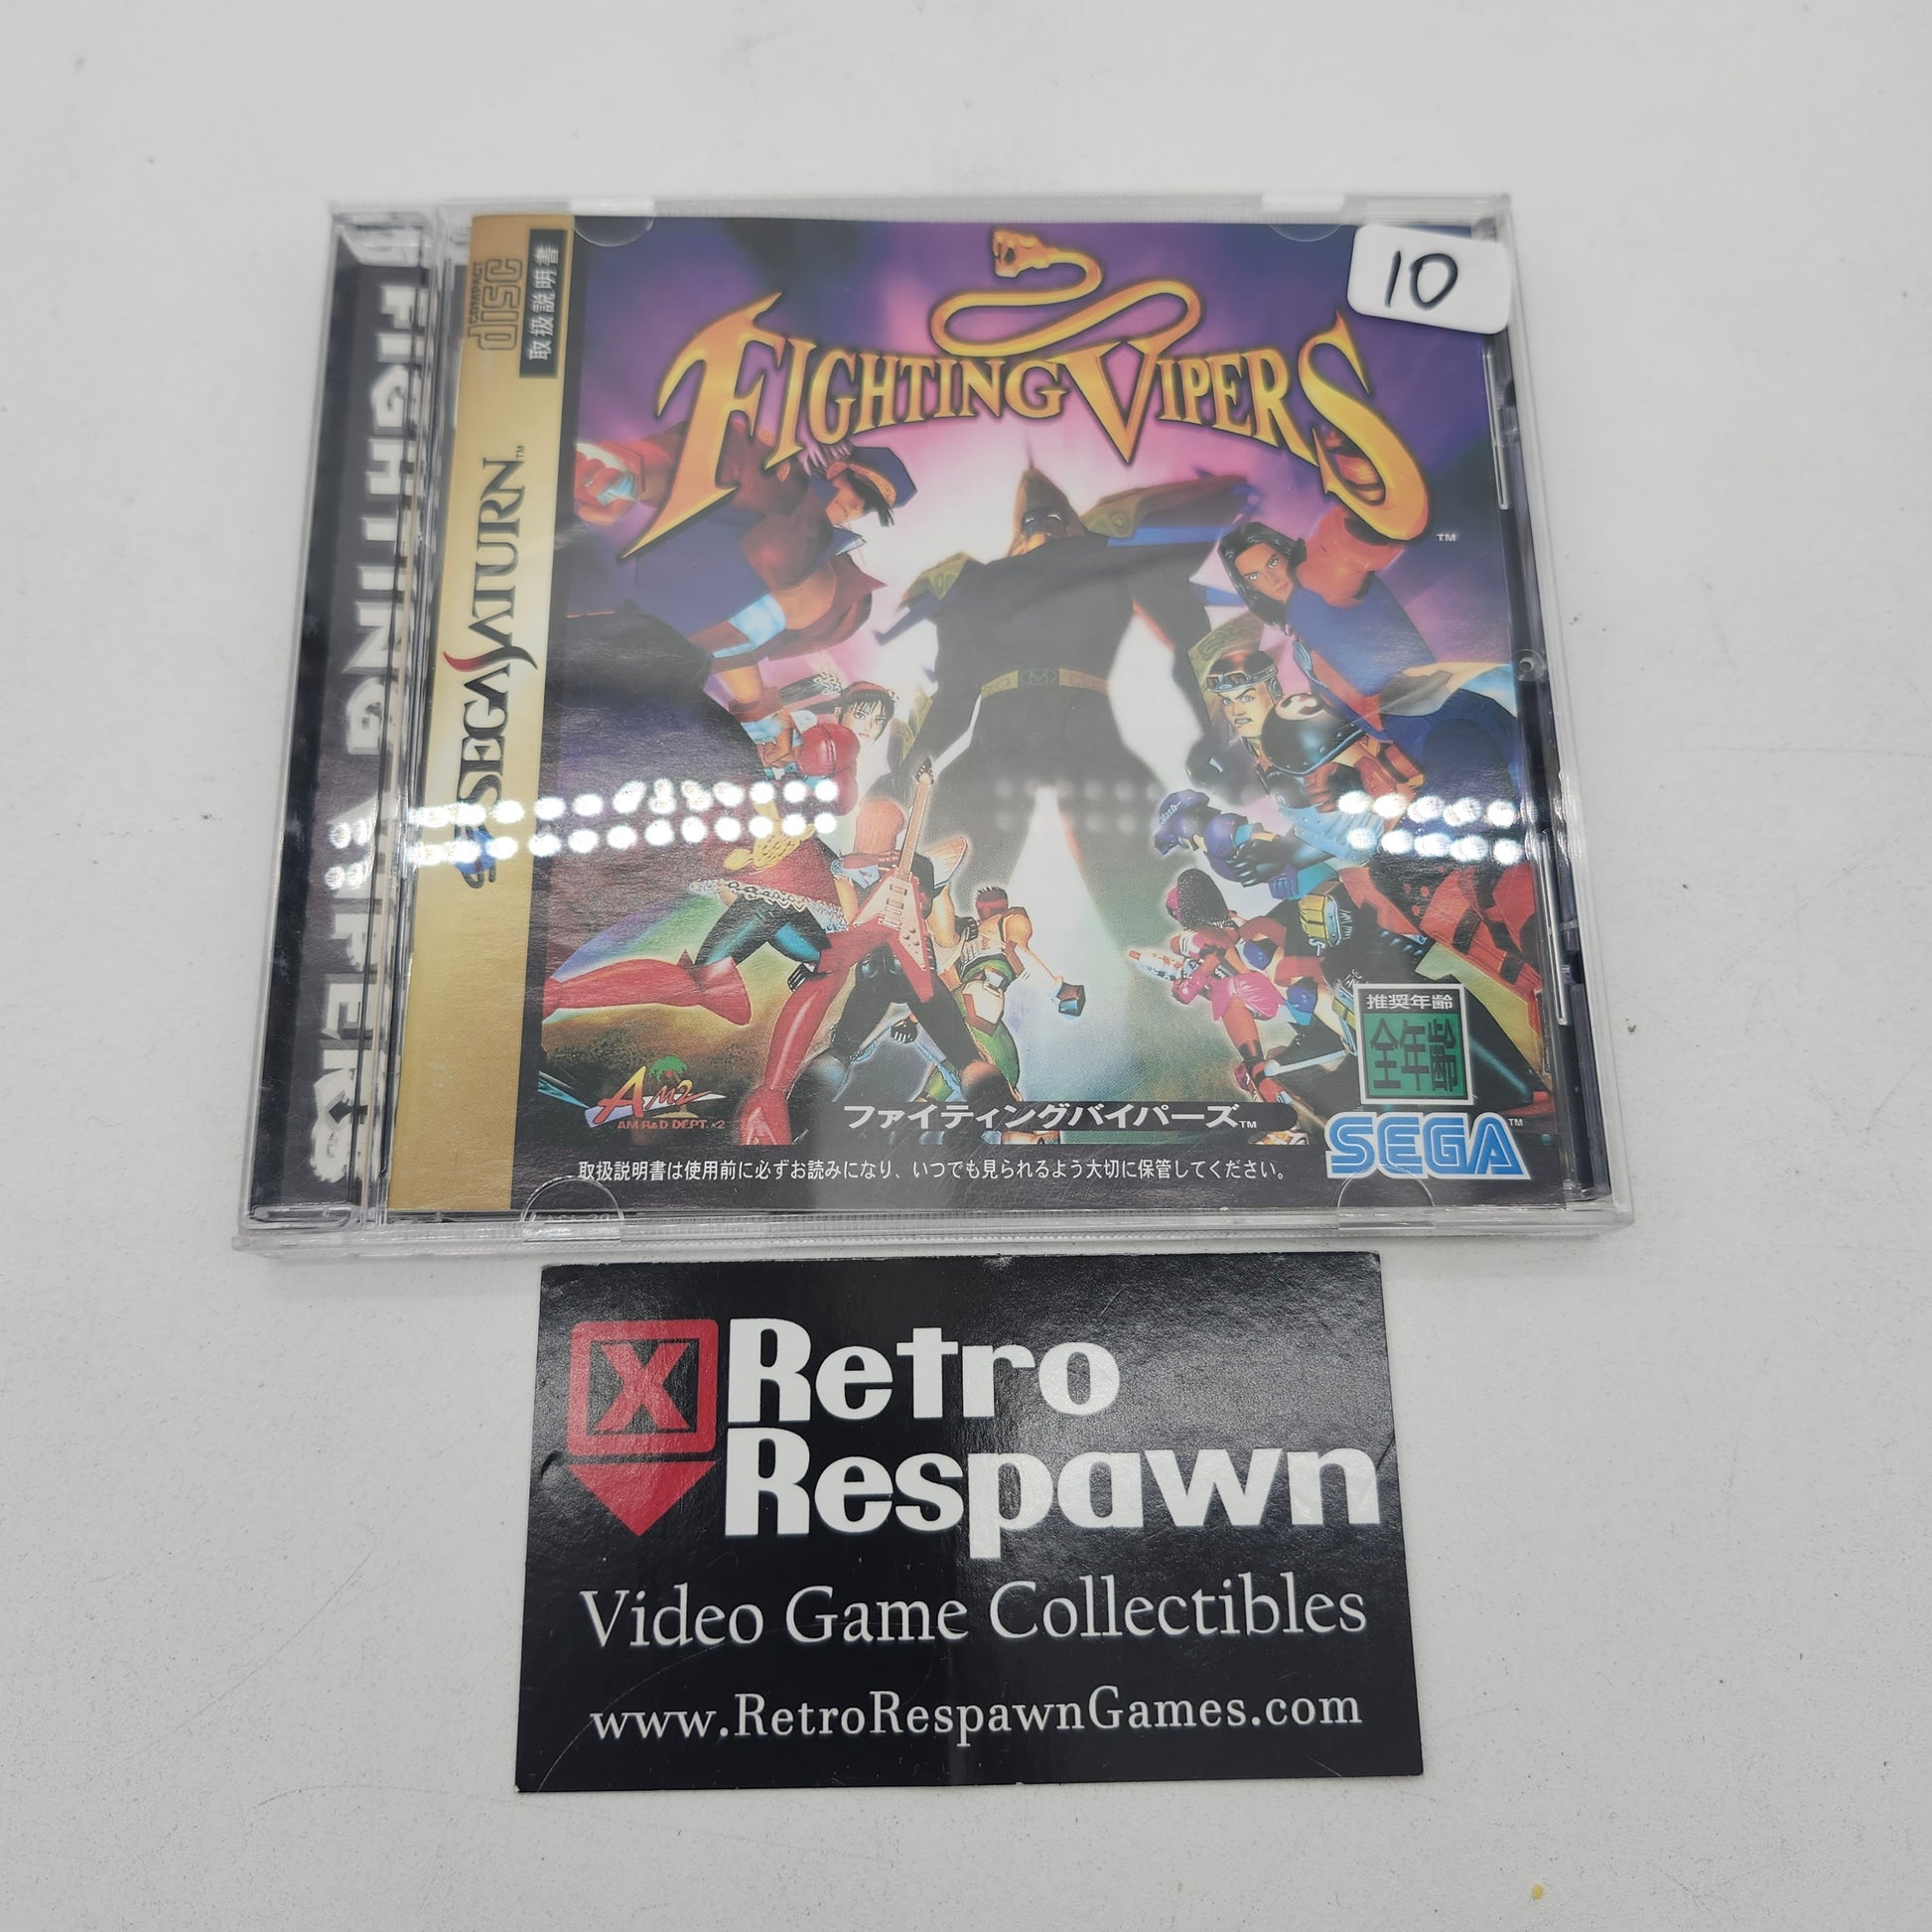 FIGHTING VIPERS
COMPACT
disc
取扱説明書
SEGA SATURN™
10
FIGHTING VIPERS
™
推奨年齢
全年齢
AM2
AM R&D DEPT. #2
ファイティングバイパーズ™
SEGA™
取扱説明書は使用前に必ずお読みになり、いつでも見られるよう大切に保管してください。
X Retro
Respawn
Video Game Collectibles
www.RetroRespawnGames.com